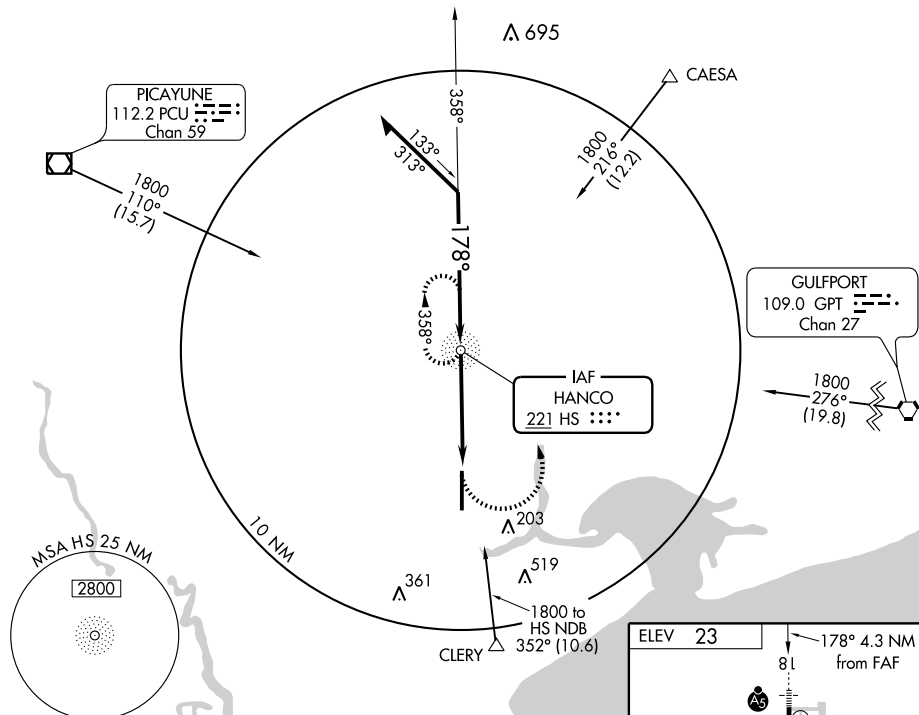 695
CAESA
PICAYUNE
112.2 PCU
Chan 59
358°
1800
216°
(12.2)
133°
313°
1800
110°
(15.7)
178°
GULFPORT
109.0 GPT
Chan 27
358°
IAF
HANCO
221 HS
1800
276°
(19.8)
203
10 NM
MSA HS 25 NM
2800
361
519
1800 to
HS NDB
352° (10.6)
CLERY
ELEV 23
178° 4.3 NM
from FAF
18
A5